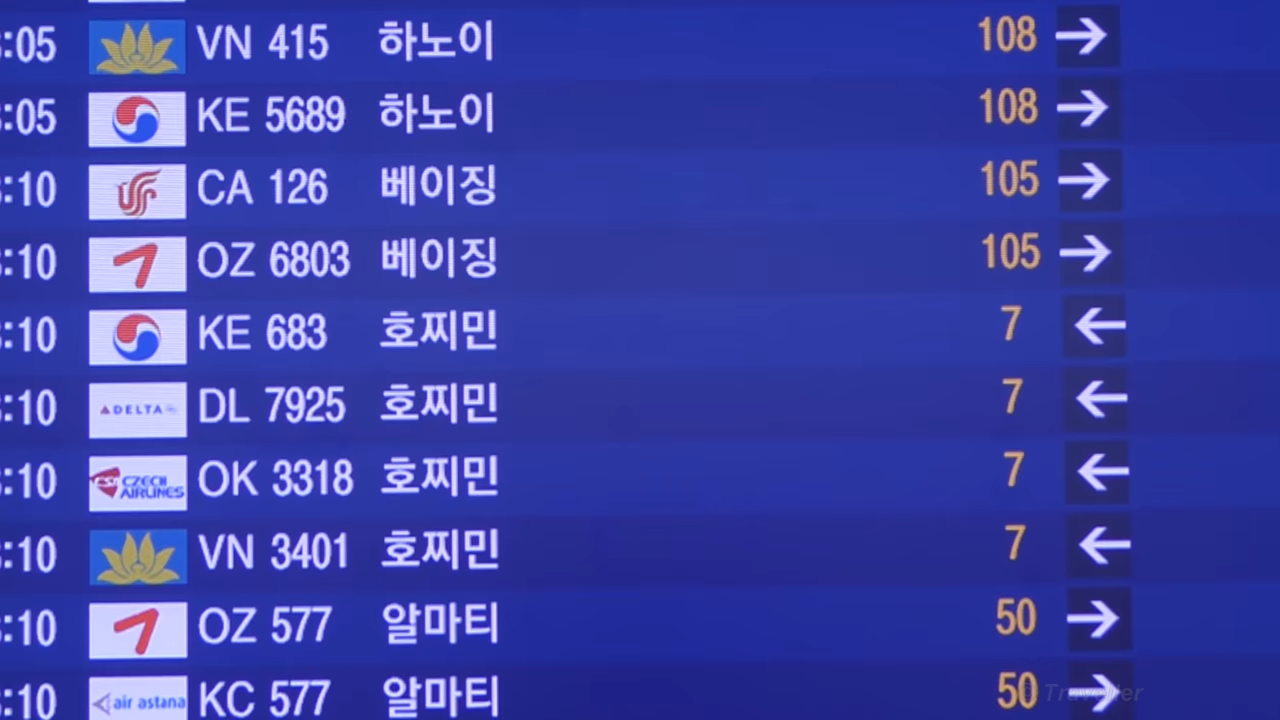 :05 VN 415 하노이 108 →
:05 KE 5689 하노이 108 →
:10 CA 126 베이징 105 →
:10 OZ 6803 베이징 105 →
:10 KE 683 호찌민 7 ←
:10 DELTA DL 7925 호찌민 7 ←
:10 CSA CZECH AIRLINES OK 3318 호찌민 7 ←
:10 VN 3401 호찌민 7 ←
:10 OZ 577 알마티 50 →
:10 air astana KC 577 알마티 50 →
Traveller